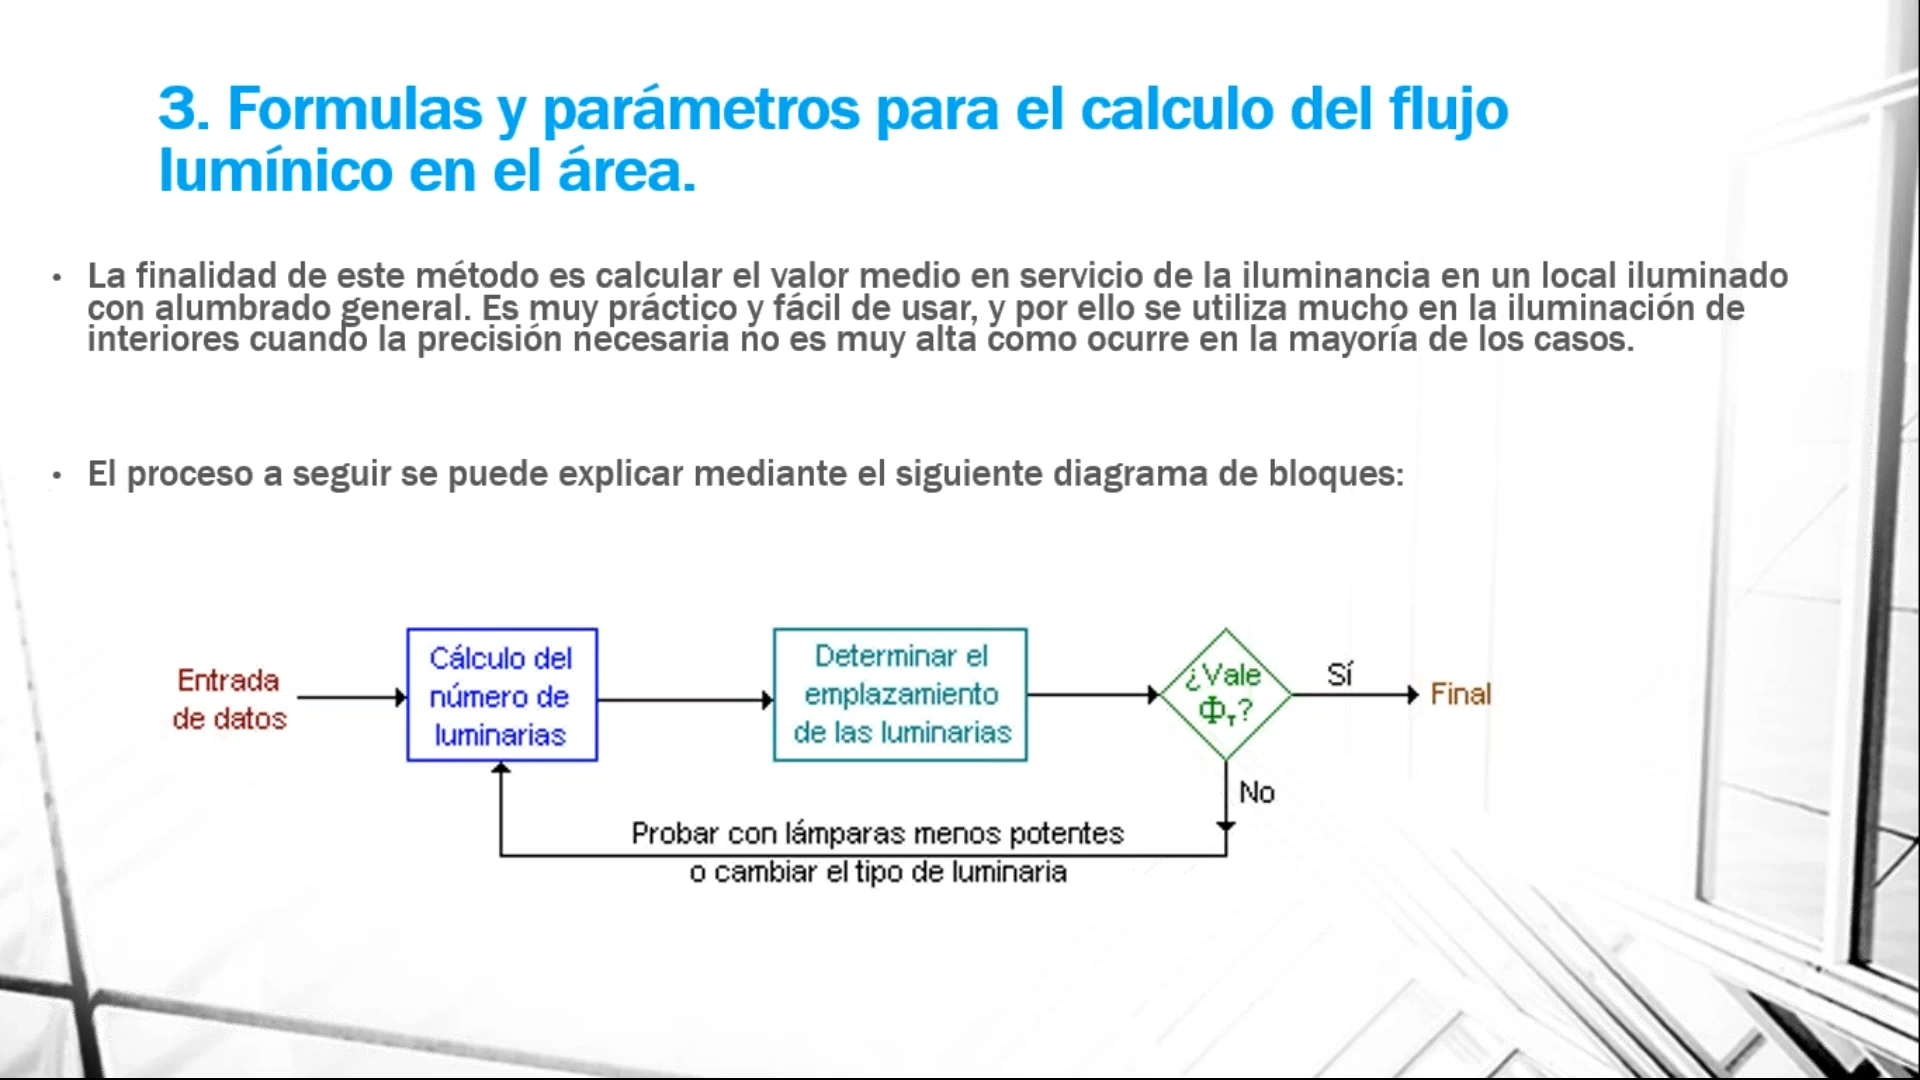 3. Formulas y parámetros para el calculo del flujo
lumínico en el área.
• La finalidad de este método es calcular el valor medio en servicio de la iluminancia en un local iluminado
con alumbrado general. Es muy práctico y fácil de usar, y por ello se utiliza mucho en la iluminación de
interiores cuando la precisión necesaria no es muy alta como ocurre en la mayoría de los casos.
• El proceso a seguir se puede explicar mediante el siguiente diagrama de bloques:
Entrada
de datos
Cálculo del
número de
luminarias
Determinar el
emplazamiento
de las luminarias
¿Vale
Φ_T?
Sí
Final
No
Probar con lámparas menos potentes
o cambiar el tipo de luminaria